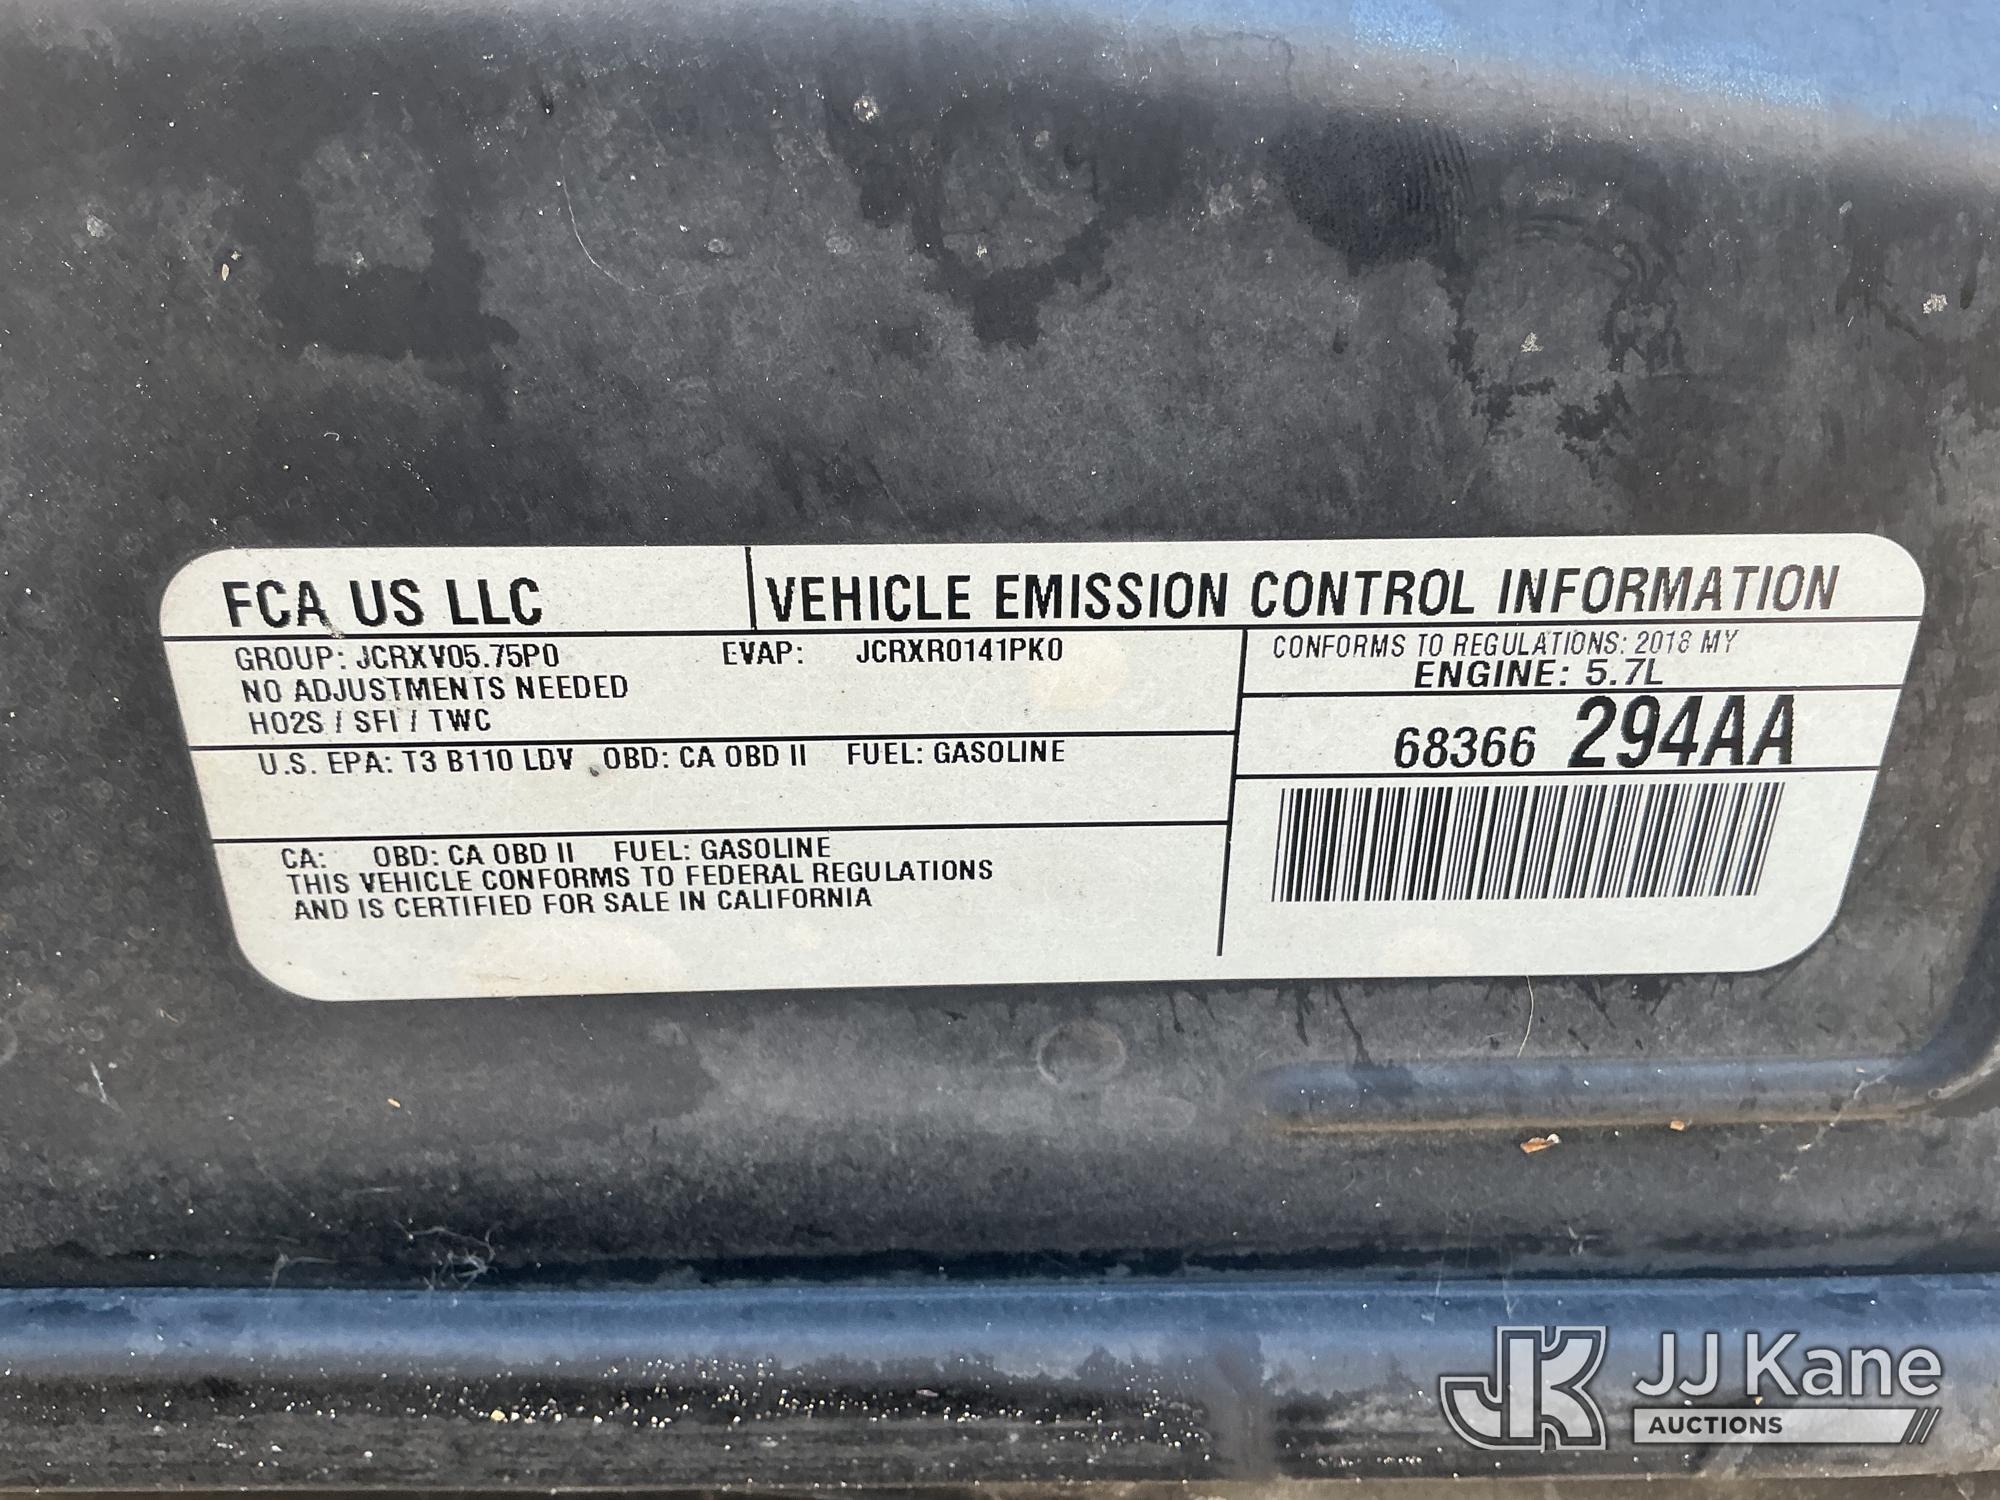 FCA US LLC
VEHICLE EMISSION CONTROL INFORMATION
GROUP: JCRXV05.75P0 EVAP: JCRXR0141PK0
NO ADJUSTMENTS NEEDED
HO2S / SFI / TWC
U.S. EPA: T3 B110 LDV OBD: CA OBD II FUEL: GASOLINE
CA: OBD: CA OBD II FUEL: GASOLINE
THIS VEHICLE CONFORMS TO FEDERAL REGULATIONS
AND IS CERTIFIED FOR SALE IN CALIFORNIA
CONFORMS TO REGULATIONS: 2018 MY
ENGINE: 5.7L
68366 294AA
JK JJ Kane
AUCTIONS